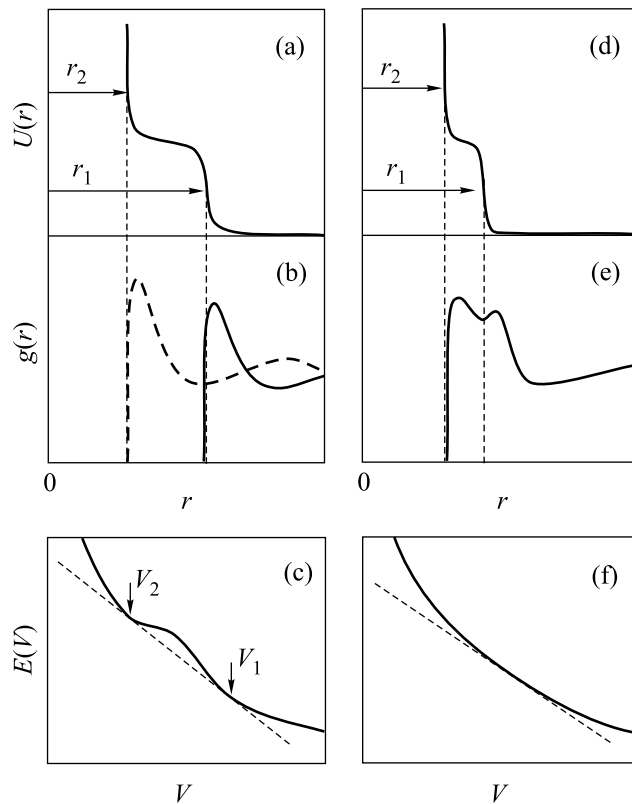 (a)
r2
r1
U(r)
(b)
g(r)
0
r
(c)
V2
V1
E(V)
V
(d)
r2
r1
(e)
0
r
(f)
V